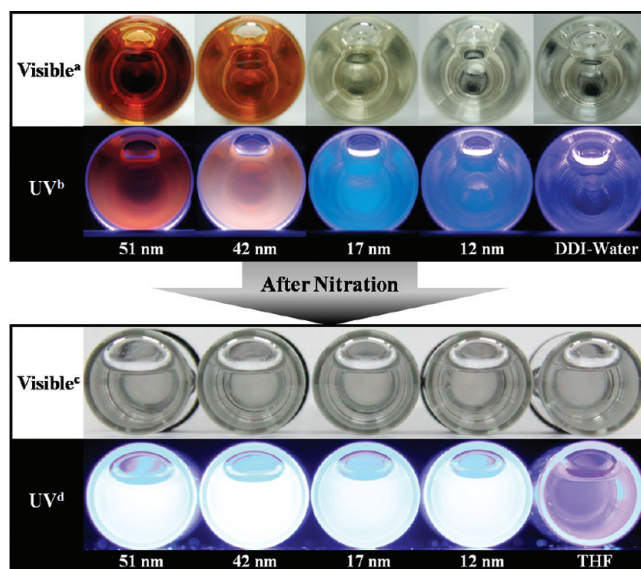 Visibleᵃ
UVᵇ
51 nm 42 nm 17 nm 12 nm DDI-Water
After Nitration
Visibleᶜ
UVᵈ
51 nm 42 nm 17 nm 12 nm THF